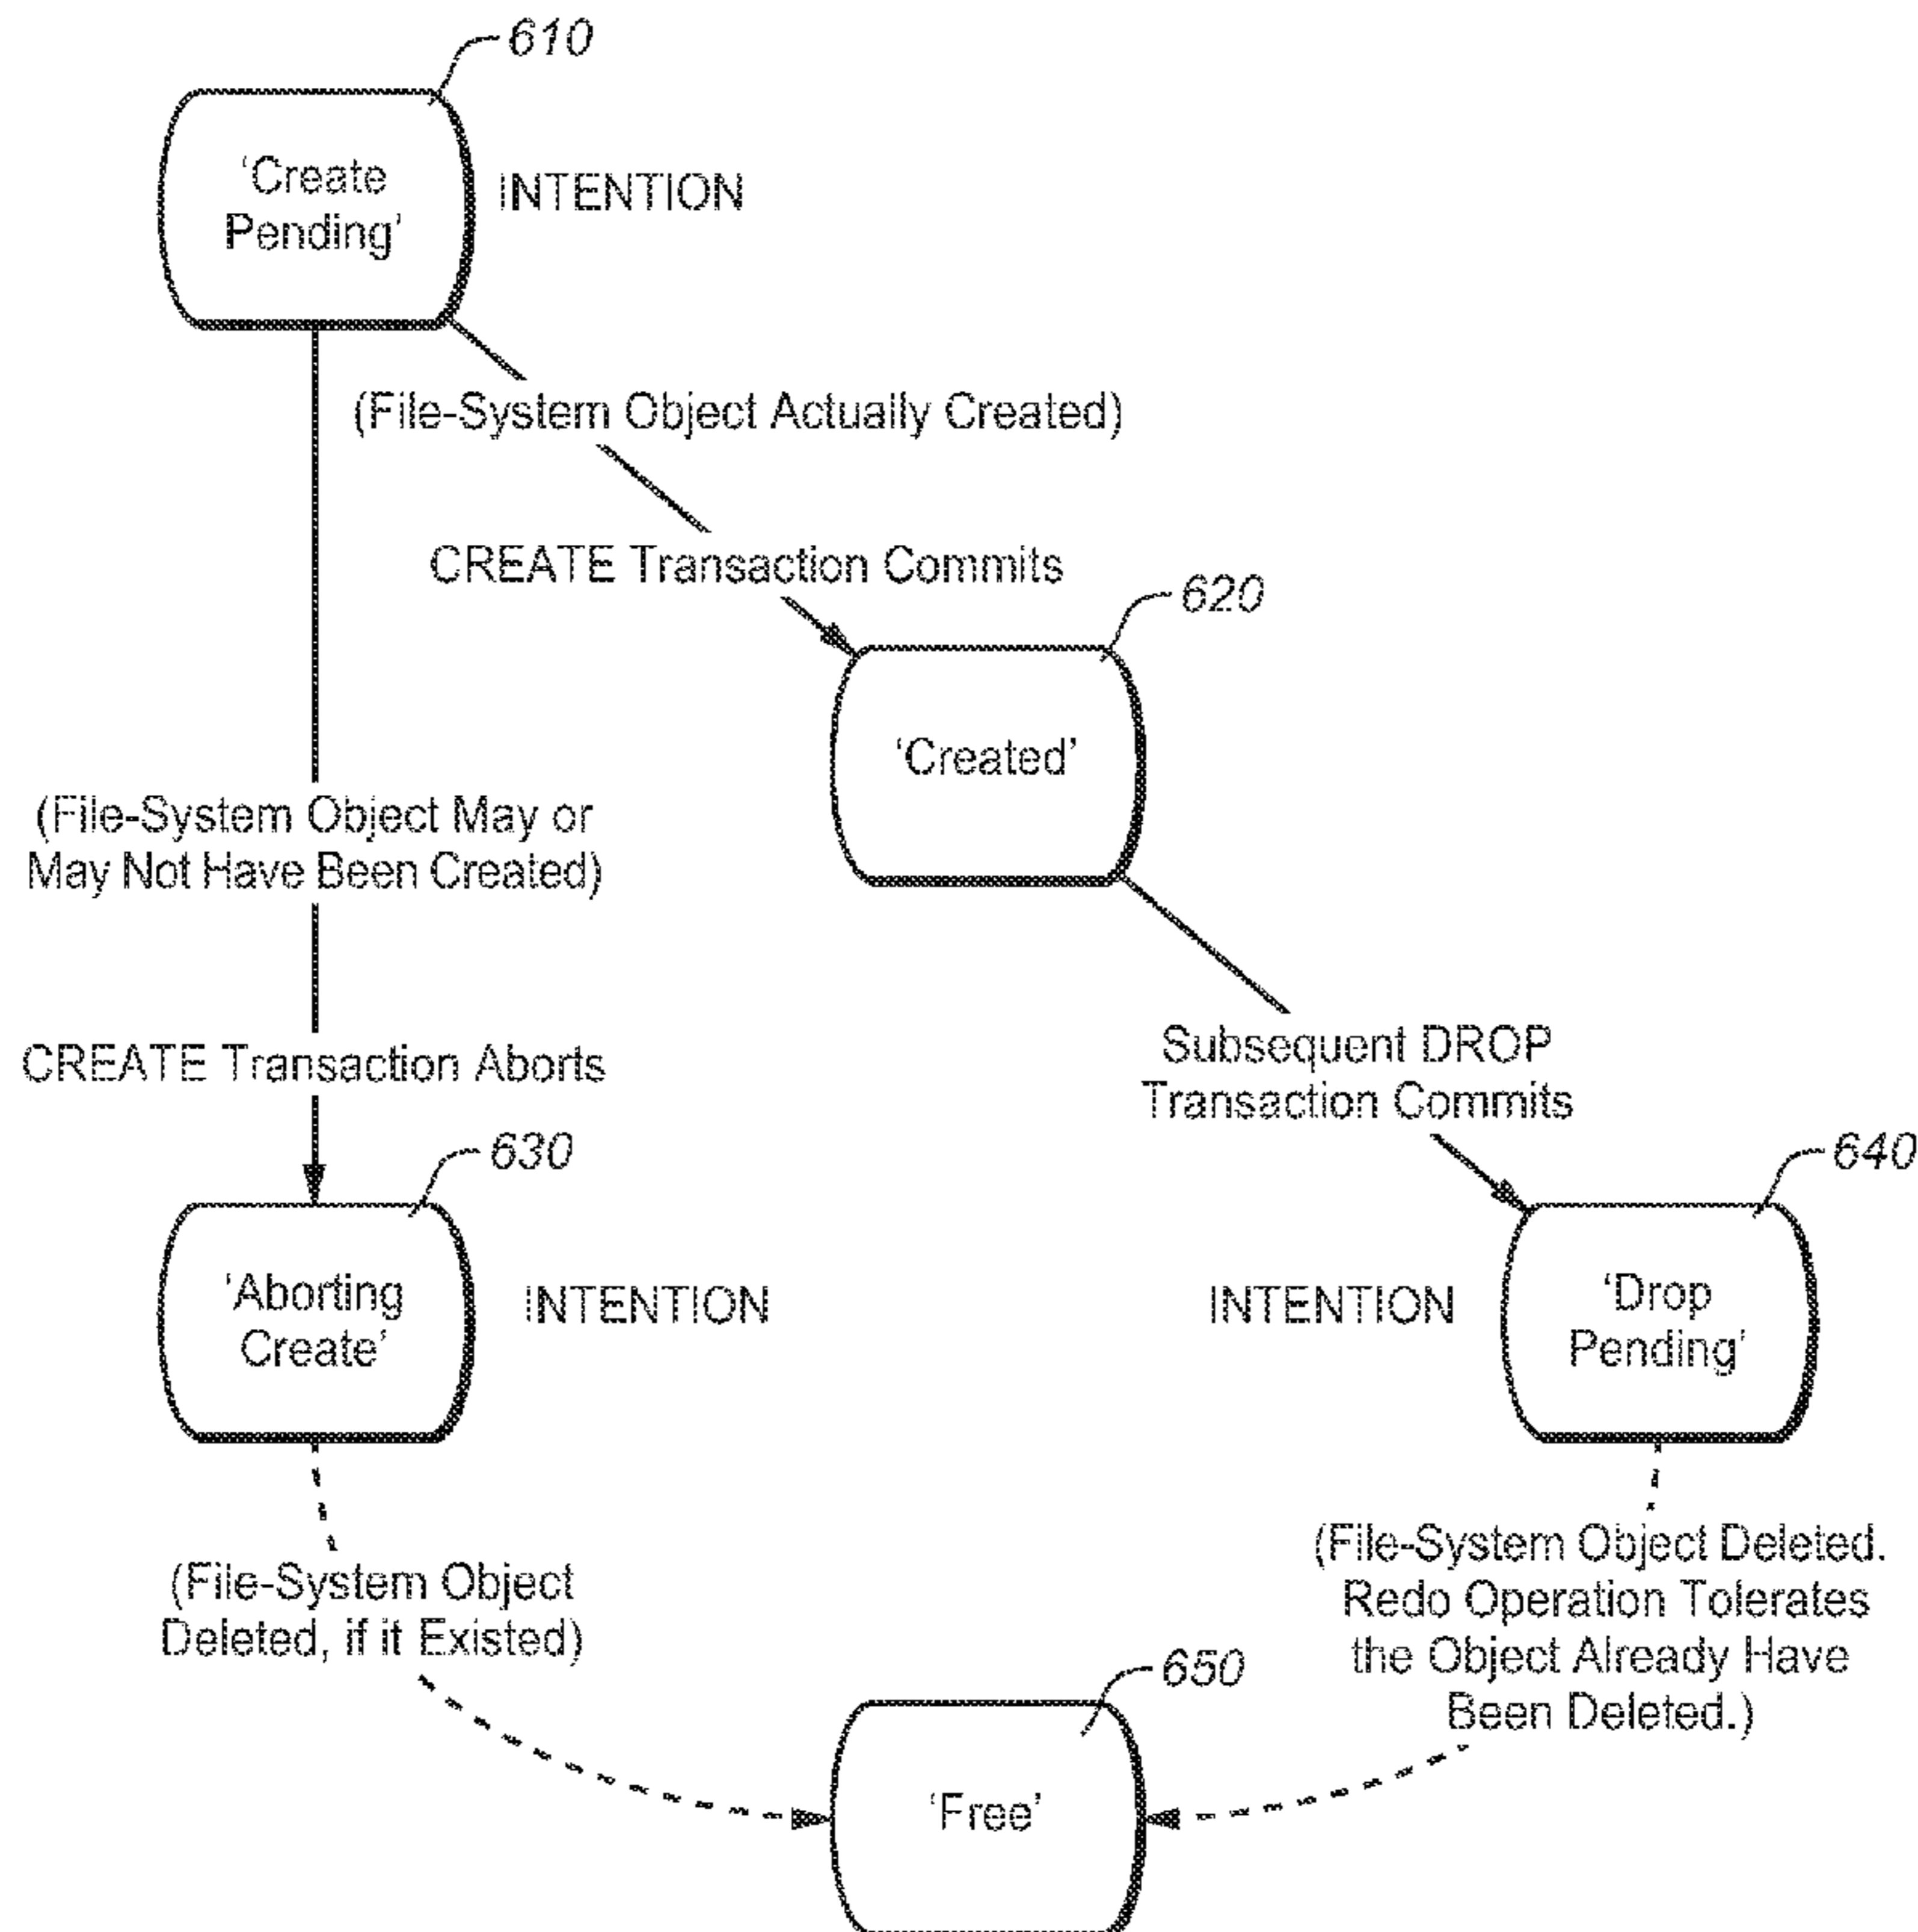 610
‘Create
Pending’
INTENTION
(File-System Object Actually Created)
CREATE Transaction Commits
620
‘Created’
(File-System Object May or
May Not Have Been Created)
CREATE Transaction Aborts
Subsequent DROP
Transaction Commits
630
‘Aborting
Create’
INTENTION
640
INTENTION
‘Drop
Pending’
(File-System Object
Deleted, if it Existed)
(File-System Object Deleted.
Redo Operation Tolerates
the Object Already Have
Been Deleted.)
650
‘Free’